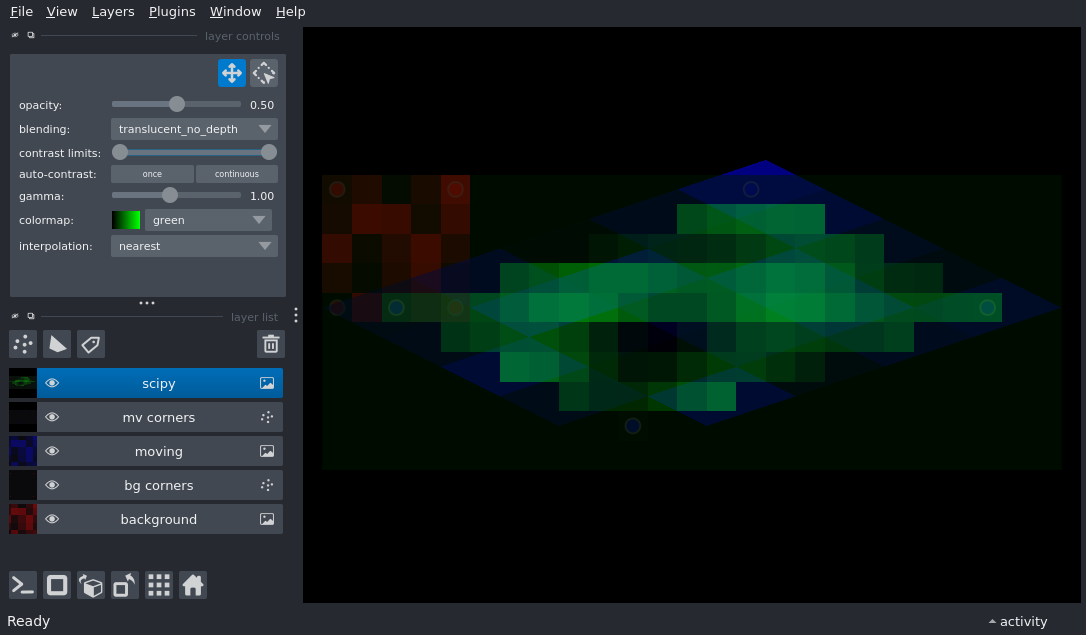 File View Layers Plugins Window Help
layer controls
opacity: 0.50
blending: translucent_no_depth
contrast limits:
auto-contrast: once continuous
gamma: 1.00
colormap: green
interpolation: nearest
layer list
scipy
mv corners
moving
bg corners
background
Ready activity